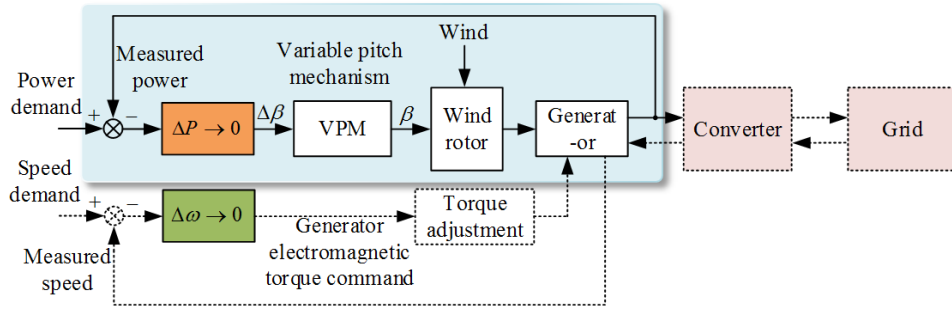 Wind
Measured
power
Variable pitch
mechanism
Power
demand
+
−
ΔP → 0
Δβ
VPM
β
Wind
rotor
Generat
-or
Converter
Grid
Speed
demand
+
−
Δω → 0
Generator
electromagnetic
torque command
Torque
adjustment
Measured
speed